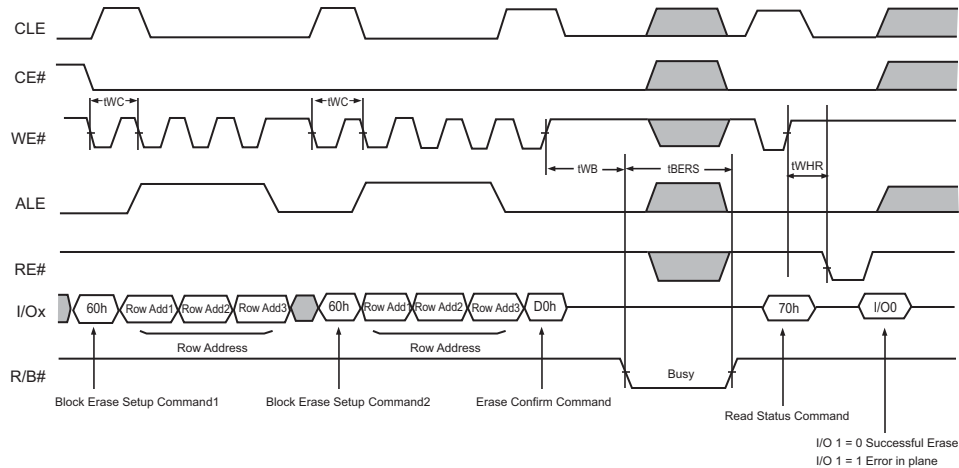 CLE
CE#
tWC
tWC
WE#
tWB
tBERS
tWHR
ALE
RE#
I/Ox
60h
Row Add1
Row Add2
Row Add3
60h
Row Add1
Row Add2
Row Add3
D0h
70h
I/O0
Row Address
Row Address
R/B#
Busy
Block Erase Setup Command1
Block Erase Setup Command2
Erase Confirm Command
Read Status Command
I/O 1 = 0 Successful Erase
I/O 1 = 1 Error in plane